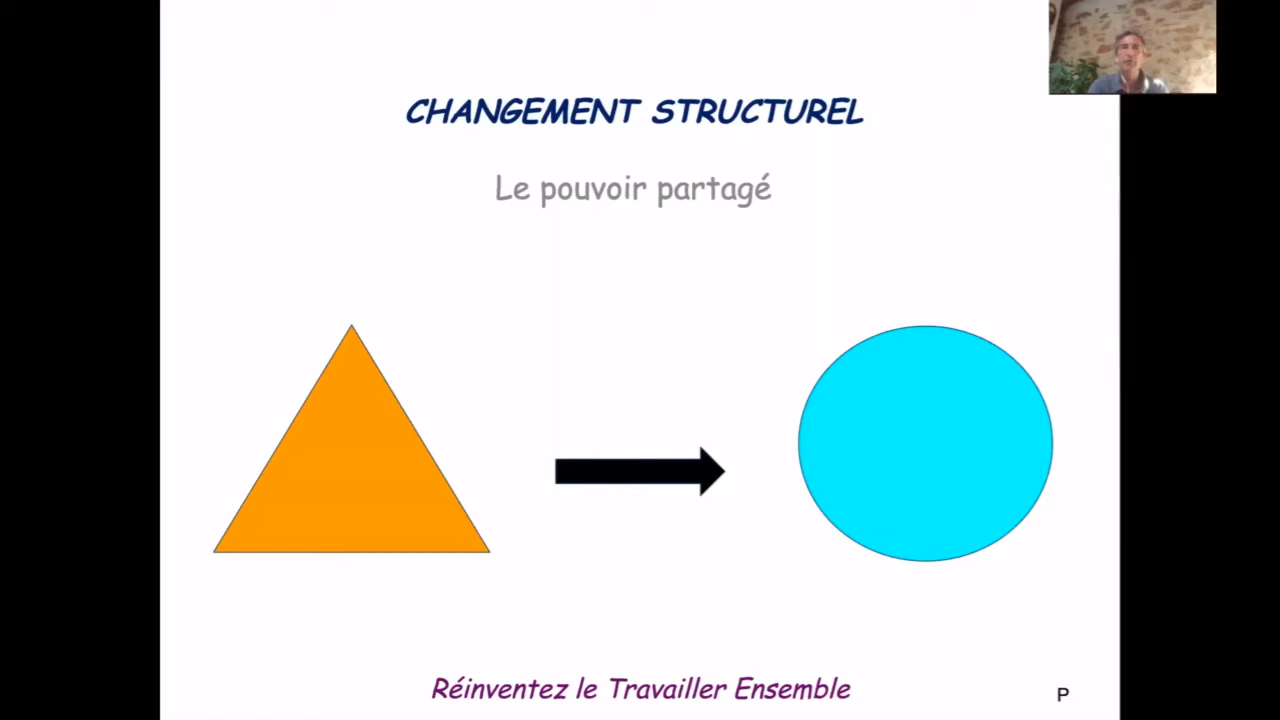 CHANGEMENT STRUCTUREL
Le pouvoir partagé
Réinventez le Travailler Ensemble
P